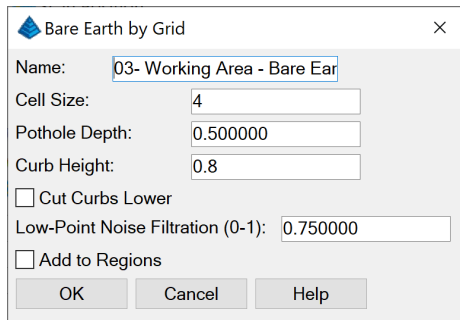 Bare Earth by Grid
Name: 03- Working Area - Bare Ear
Cell Size: 4
Pothole Depth: 0.500000
Curb Height: 0.8
Cut Curbs Lower
Low-Point Noise Filtration (0-1): 0.750000
Add to Regions
OK Cancel Help